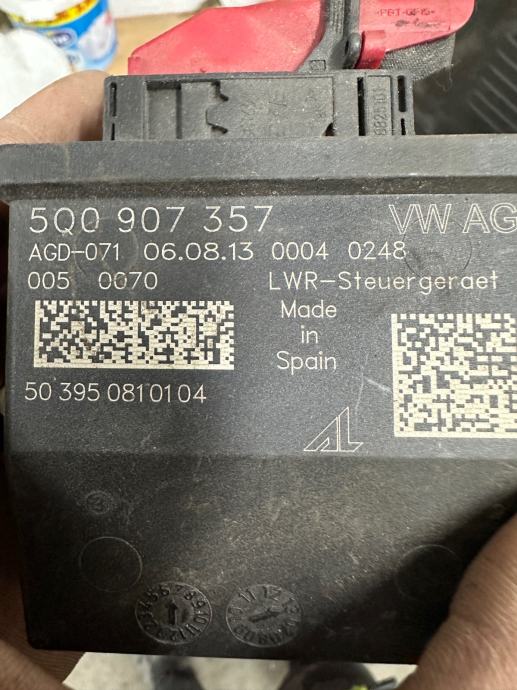 5Q0 907 357 VW AG
AGD-071 06.08.13 0004 0248
005 0070 LWR-Steuergeraet
Made
in
Spain
50 395 0810104
AL